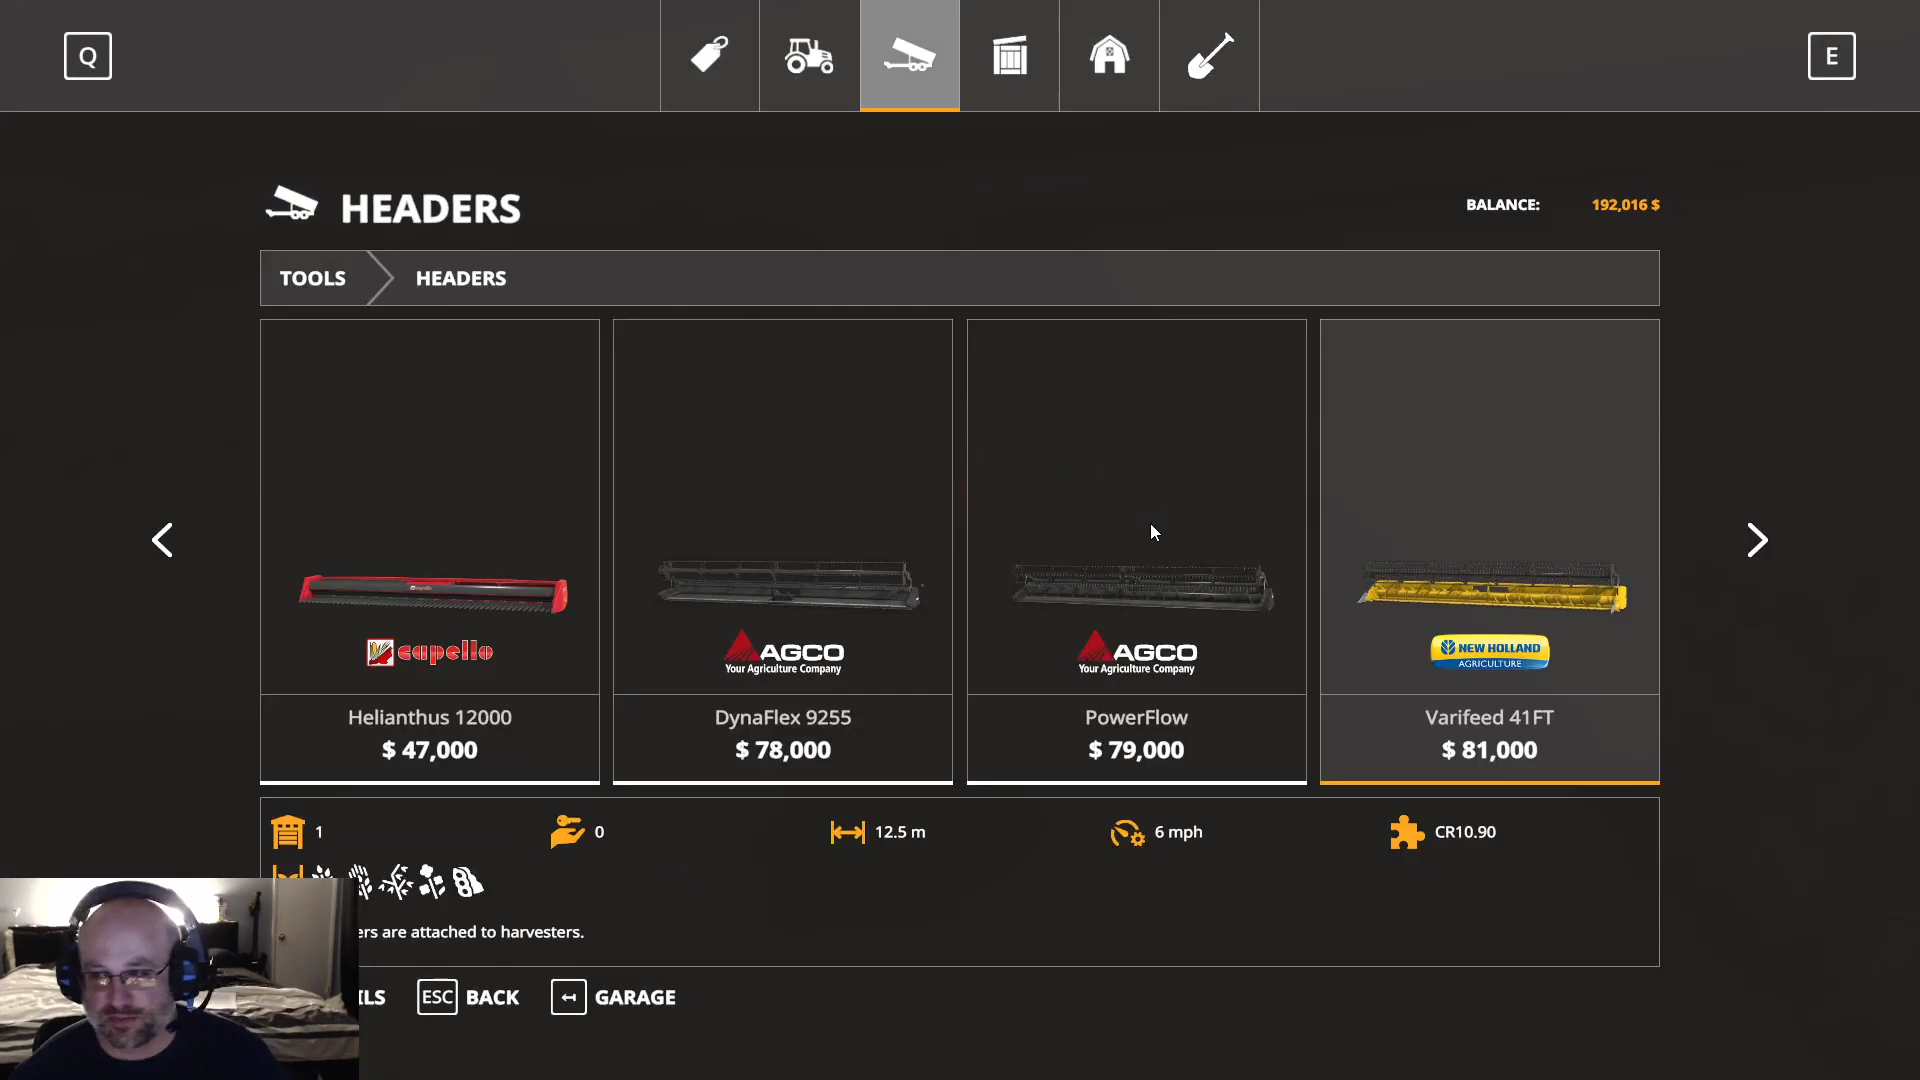 Q
E
HEADERS
BALANCE: 192,016 $
TOOLS HEADERS
capello
AGCO
Your Agriculture Company
AGCO
Your Agriculture Company
NEW HOLLAND
AGRICULTURE
Helianthus 12000
$ 47,000
DynaFlex 9255
$ 78,000
PowerFlow
$ 79,000
Varifeed 41FT
$ 81,000
1 0 12.5 m 6 mph CR10.90
ers are attached to harvesters.
ILS ESC BACK GARAGE